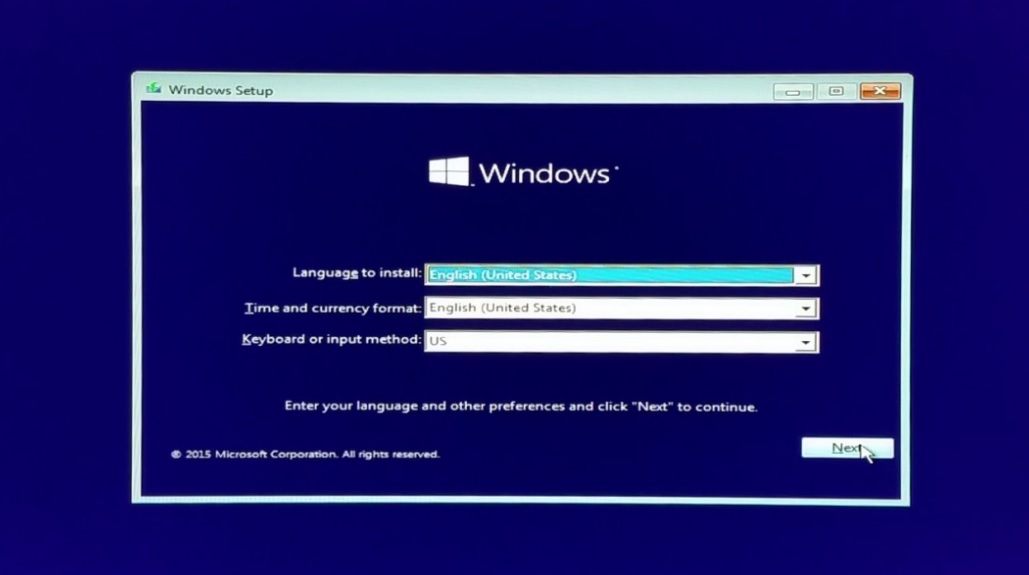 Windows Setup
Windows
Language to install: English (United States)
Time and currency format: English (United States)
Keyboard or input method: US
Enter your language and other preferences and click "Next" to continue.
© 2015 Microsoft Corporation. All rights reserved.
Next